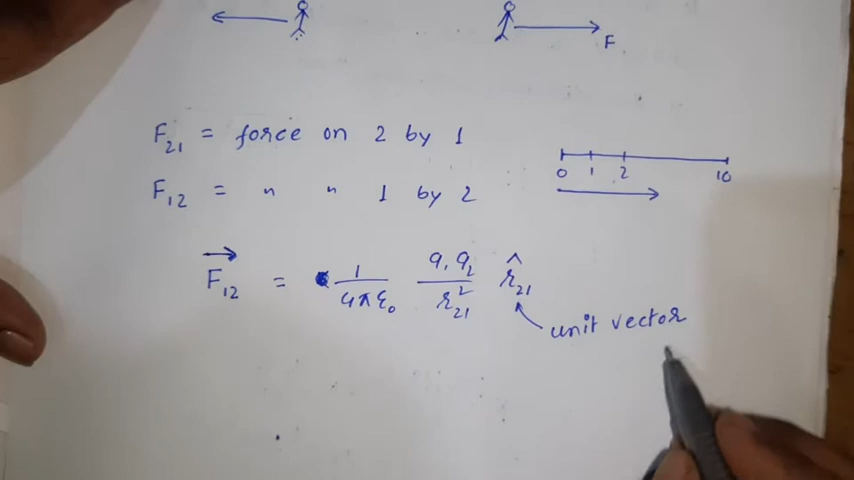 F
F₂₁ = force on 2 by 1
0 1 2 10
F₁₂ = " " 1 by 2
F⃗₁₂ = 1/4πε₀ q₁q₂/r₂₁² r̂₂₁
unit vector